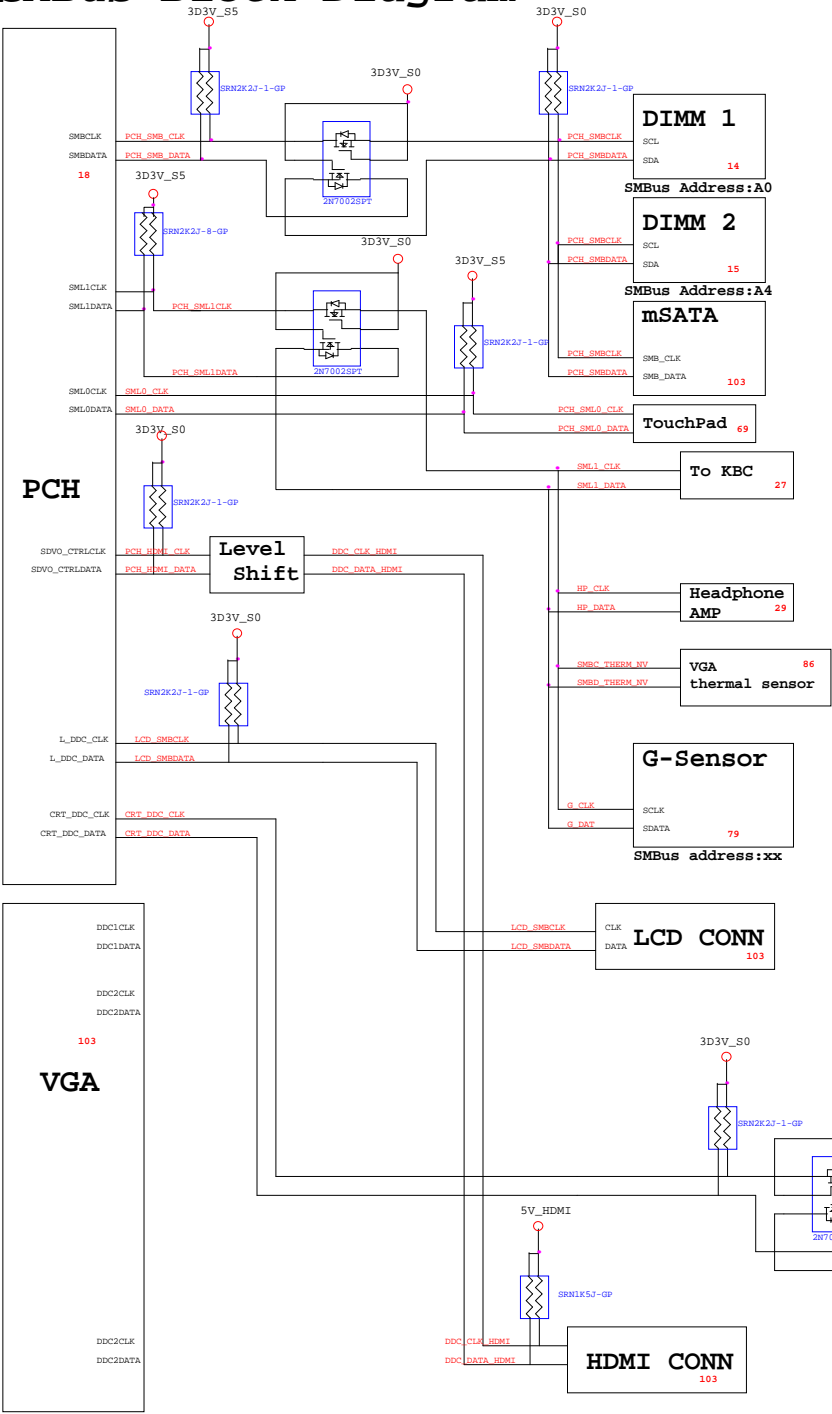 SMBus Block Diagram
3D3V_S5
3D3V_S0
SRN2K2J-1-GP
3D3V_S0
SRN2K2J-1-GP
DIMM 1
SMBCLK
PCH_SMB_CLK
PCH_SMBCLK
SCL
SMBDATA
PCH_SMB_DATA
PCH_SMBDATA
SDA
14
18
3D3V_S5
2N7002SPT
SMBus Address:A0
SRN2K2J-8-GP
DIMM 2
3D3V_S0
PCH_SMBCLK
SCL
3D3V_S5
PCH_SMBDATA
SDA
15
SMBus Address:A4
SML1CLK
PCH_SML1CLK
mSATA
SML1DATA
SRN2K2J-1-GP
PCH_SMBCLK
SMB_CLK
PCH_SML1DATA
2N7002SPT
PCH_SMBDATA
SMB_DATA
103
SML0CLK
SML0_CLK
PCH_SML0_CLK
SML0DATA
SML0_DATA
PCH_SML0_DATA
TouchPad
69
3D3V_S0
SML1_CLK
To KBC
SML1_DATA
27
PCH
SRN2K2J-1-GP
SDVO_CTRLCLK
PCH_HDMI_CLK
Level
Shift
DDC_CLK_HDMI
SDVO_CTRLDATA
PCH_HDMI_DATA
DDC_DATA_HDMI
HP_CLK
Headphone
HP_DATA
AMP
29
3D3V_S0
SMBC_THERM_NV
VGA
86
SMBD_THERM_NV
thermal sensor
SRN2K2J-1-GP
L_DDC_CLK
LCD_SMBCLK
L_DDC_DATA
LCD_SMBDATA
G-Sensor
CRT_DDC_CLK
CRT_DDC_CLK
G_CLK
SCLK
CRT_DDC_DATA
CRT_DDC_DATA
G_DAT
SDATA
79
SMBus address:xx
DDC1CLK
LCD_SMBCLK
CLK
DDC1DATA
LCD_SMBDATA
DATA
LCD CONN
103
DDC2CLK
DDC2DATA
103
3D3V_S0
VGA
SRN2K2J-1-GP
5V_HDMI
2N70
SRN1K5J-GP
DDC2CLK
DDC_CLK_HDMI
DDC2DATA
DDC_DATA_HDMI
HDMI CONN
103